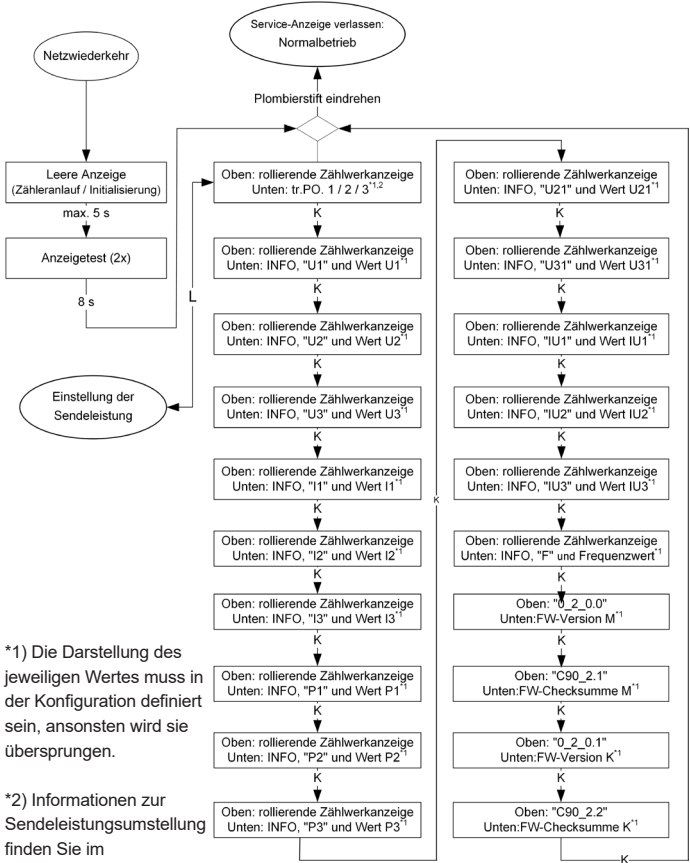 Service-Anzeige verlassen:
Normalbetrieb
Netzwiederkehr
Plombierstift eindrehen
Leere Anzeige
(Zähleranlauf / Initialisierung)
max. 5 s
Anzeigetest (2x)
8 s
L
Einstellung der
Sendeleistung
Oben: rollierende Zählwerkanzeige
Unten: tr.PO. 1 / 2 / 3*1,2
K
Oben: rollierende Zählwerkanzeige
Unten: INFO, "U1" und Wert U1*1
K
Oben: rollierende Zählwerkanzeige
Unten: INFO, "U2" und Wert U2*1
K
Oben: rollierende Zählwerkanzeige
Unten: INFO, "U3" und Wert U3*1
K
Oben: rollierende Zählwerkanzeige
Unten: INFO, "I1" und Wert I1*1
K
Oben: rollierende Zählwerkanzeige
Unten: INFO, "I2" und Wert I2*1
K
Oben: rollierende Zählwerkanzeige
Unten: INFO, "I3" und Wert I3*1
K
Oben: rollierende Zählwerkanzeige
Unten: INFO, "P1" und Wert P1*1
K
Oben: rollierende Zählwerkanzeige
Unten: INFO, "P2" und Wert P2*1
K
Oben: rollierende Zählwerkanzeige
Unten: INFO, "P3" und Wert P3*1
K
Oben: rollierende Zählwerkanzeige
Unten: INFO, "U21" und Wert U21*1
K
Oben: rollierende Zählwerkanzeige
Unten: INFO, "U31" und Wert U31*1
K
Oben: rollierende Zählwerkanzeige
Unten: INFO, "IU1" und Wert IU1*1
K
Oben: rollierende Zählwerkanzeige
Unten: INFO, "IU2" und Wert IU2*1
K
Oben: rollierende Zählwerkanzeige
Unten: INFO, "IU3" und Wert IU3*1
K
Oben: rollierende Zählwerkanzeige
Unten: INFO, "F" und Frequenzwert*1
K
Oben: "0_2_0.0"
Unten:FW-Version M*1
K
Oben: "C90_2.1"
Unten:FW-Checksumme M*1
K
Oben: "0_2_0.1"
Unten:FW-Version K*1
K
Oben: "C90_2.2"
Unten:FW-Checksumme K*1
K
*1) Die Darstellung des
jeweiligen Wertes muss in
der Konfiguration definiert
sein, ansonsten wird sie
übersprungen.
*2) Informationen zur
Sendeleistungsumstellung
finden Sie im